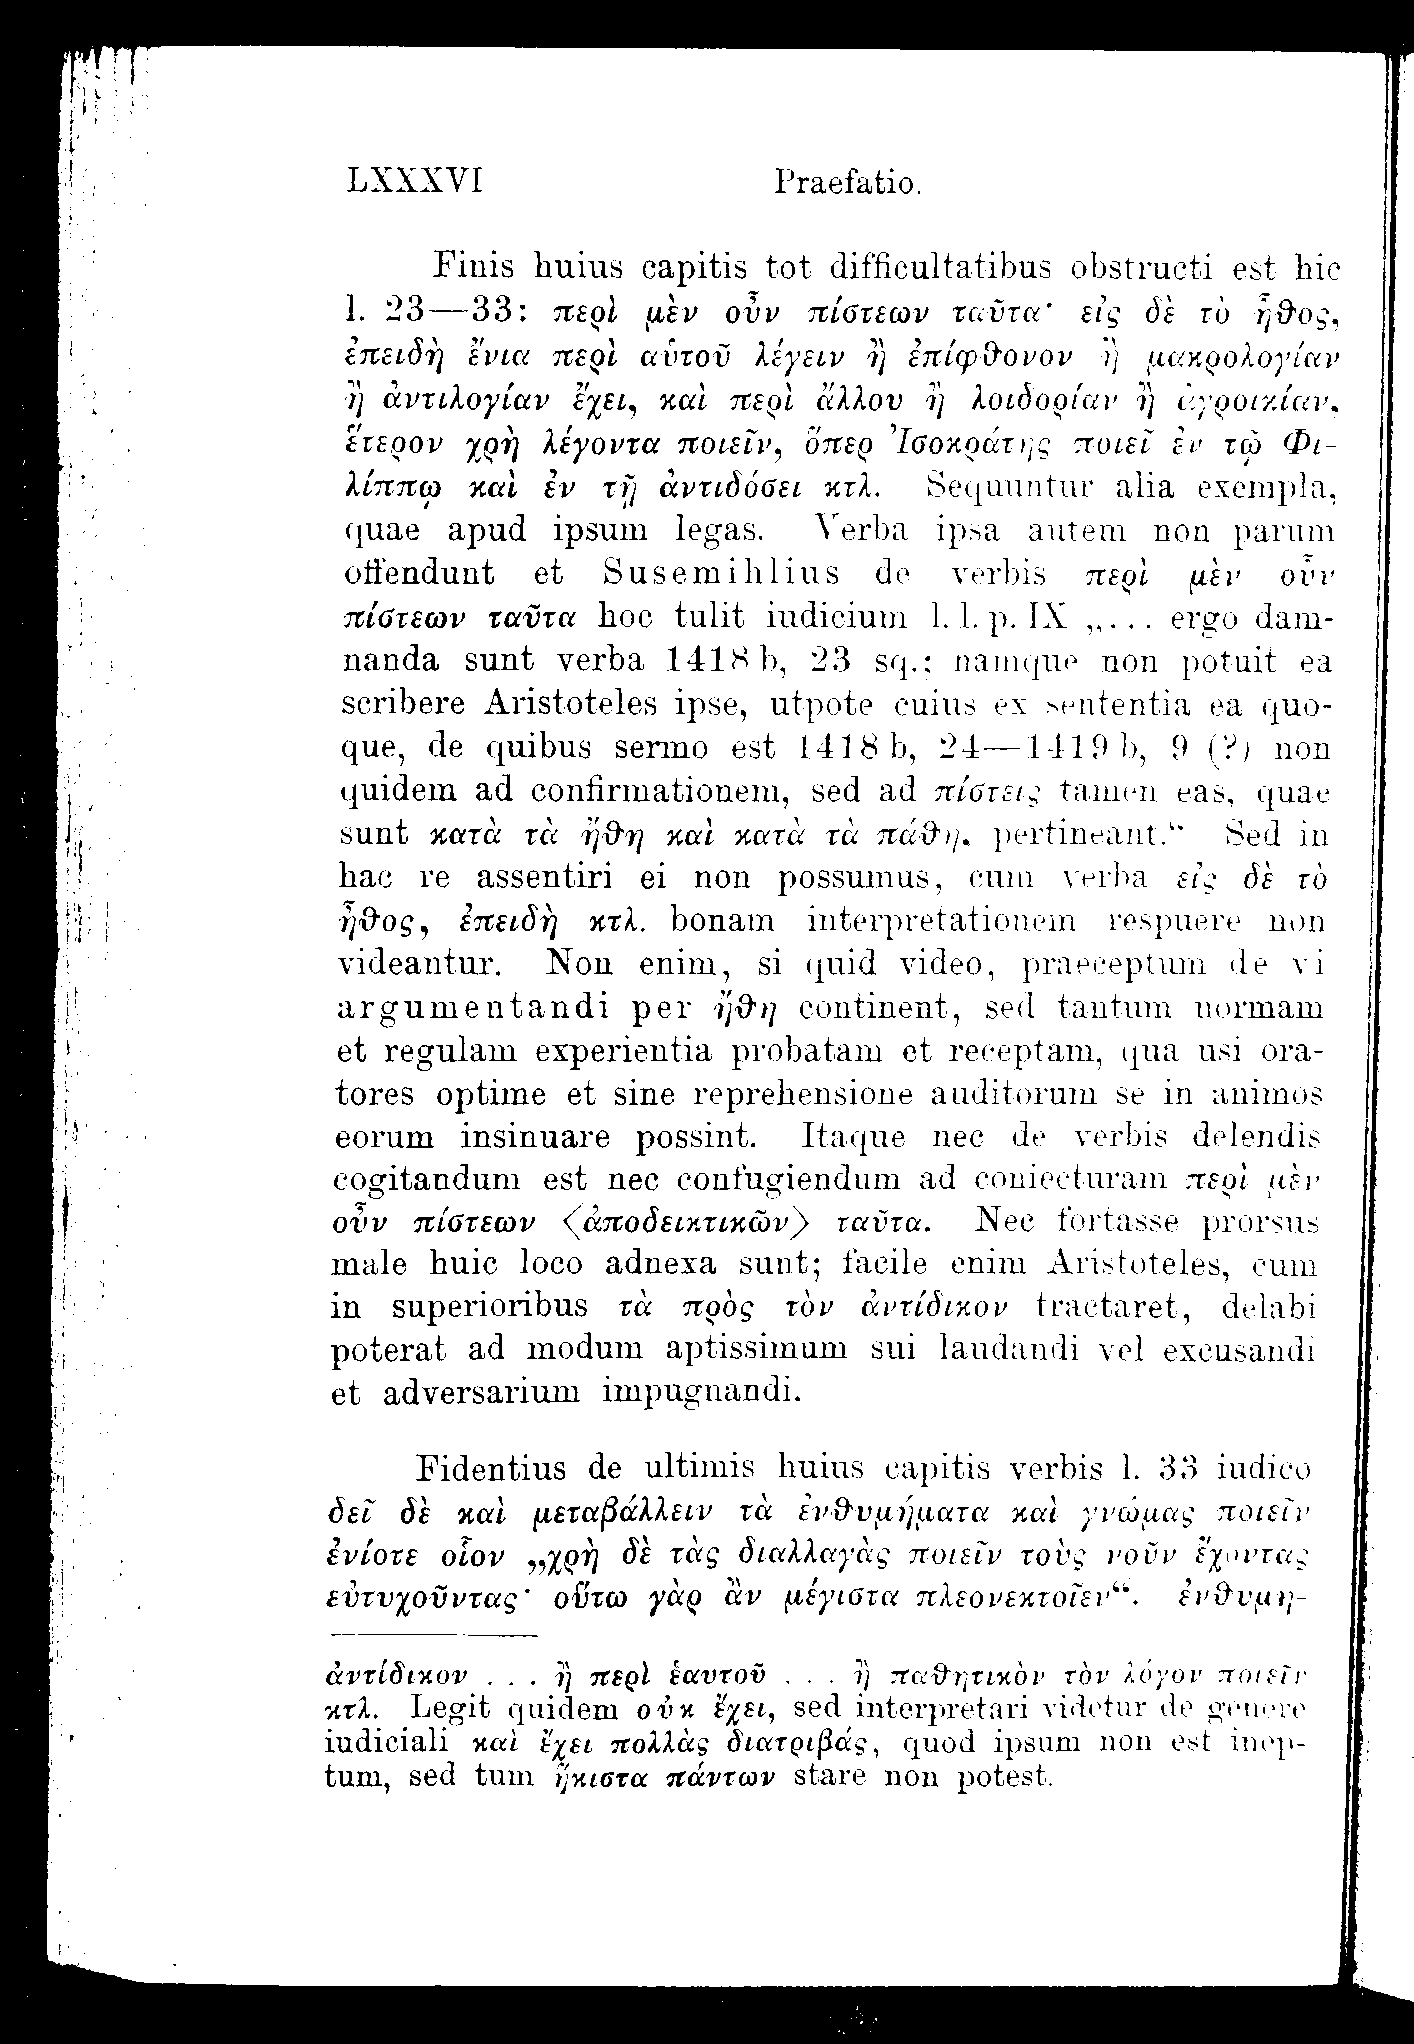 LXXXVI Praefatio.
Finis huius capitis tot difficultatibus obstructi est hic
l. 23—33: περὶ μὲν οὖν πίστεων ταῦτα· εἰς δὲ τὸ ἦθος,
ἐπειδὴ ἔνια περὶ αὑτοῦ λέγειν ἢ ἐπίφθονον ἢ μακρολογίαν
ἢ ἀντιλογίαν ἔχει, καὶ περὶ ἄλλου ἢ λοιδορίαν ἢ ἀγροικίαν,
ἕτερον χρὴ λέγοντα ποιεῖν, ὅπερ Ἰσοκράτης ποιεῖ ἐν τῷ Φι-
λίππῳ καὶ ἐν τῇ ἀντιδόσει κτλ. Sequuntur alia exempla,
quae apud ipsum legas. Verba ipsa autem non parum
offendunt et Susemihlius de verbis περὶ μὲν οὖν
πίστεων ταῦτα hoc tulit iudicium l. l. p. IX „... ergo dam-
nanda sunt verba 1418 b, 23 sq.: namque non potuit ea
scribere Aristoteles ipse, utpote cuius ex sententia ea quo-
que, de quibus sermo est 1418 b, 24—1419 b, 9 (?) non
quidem ad confirmationem, sed ad πίστεις tamen eas, quae
sunt κατὰ τὰ ἤθη καὶ κατὰ τὰ πάθη, pertineant.“ Sed in
hac re assentiri ei non possumus, cum verba εἰς δὲ τὸ
ἦθος, ἐπειδὴ κτλ. bonam interpretationem respuere non
videantur. Non enim, si quid video, praeceptum de vi
argumentandi per ἤθη continent, sed tantum normam
et regulam experientia probatam et receptam, qua usi ora-
tores optime et sine reprehensione auditorum se in animos
eorum insinuare possint. Itaque nec de verbis delendis
cogitandum est nec confugiendum ad coniecturam περὶ μὲν
οὖν πίστεων ⟨ἀποδεικτικῶν⟩ ταῦτα. Nec fortasse prorsus
male huic loco adnexa sunt; facile enim Aristoteles, cum
in superioribus τὰ πρὸς τὸν ἀντίδικον tractaret, delabi
poterat ad modum aptissimum sui laudandi vel excusandi
et adversarium impugnandi.
Fidentius de ultimis huius capitis verbis l. 33 iudico
δεῖ δὲ καὶ μεταβάλλειν τὰ ἐνθυμήματα καὶ γνώμας ποιεῖν
ἐνίοτε οἷον „χρὴ δὲ τὰς διαλλαγὰς ποιεῖν τοὺς νοῦν ἔχοντας
εὐτυχοῦντας· οὕτω γὰρ ἂν μέγιστα πλεονεκτοῖεν“. ἐνθυμη-
ἀντίδικον ... ἢ περὶ ἑαυτοῦ ... ἢ παθητικὸν τὸν λόγον ποιεῖν
κτλ. Legit quidem οὐκ ἔχει, sed interpretari videtur de genere
iudiciali καὶ ἔχει πολλὰς διατριβάς, quod ipsum non est inep-
tum, sed tum ἥκιστα πάντων stare non potest.